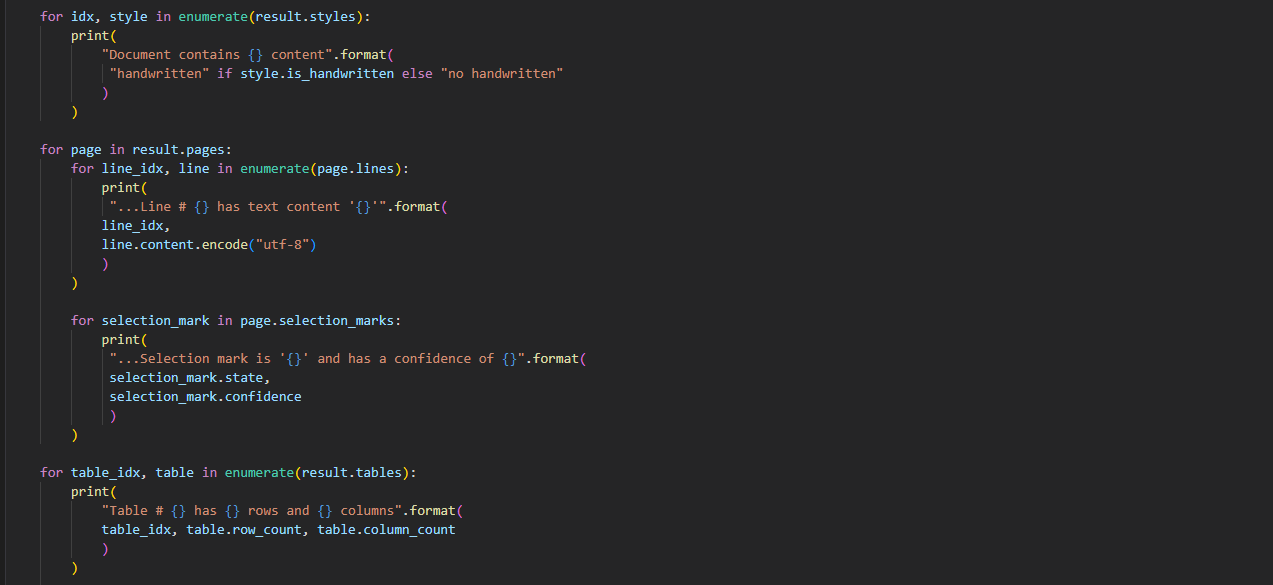 for idx, style in enumerate(result.styles):
    print(
        "Document contains {} content".format(
         "handwritten" if style.is_handwritten else "no handwritten"
        )
    )

for page in result.pages:
    for line_idx, line in enumerate(page.lines):
        print(
         "...Line # {} has text content '{}'".format(
        line_idx,
        line.content.encode("utf-8")
        )
    )

    for selection_mark in page.selection_marks:
        print(
         "...Selection mark is '{}' and has a confidence of {}".format(
         selection_mark.state,
         selection_mark.confidence
         )
    )

for table_idx, table in enumerate(result.tables):
    print(
        "Table # {} has {} rows and {} columns".format(
        table_idx, table.row_count, table.column_count
        )
    )